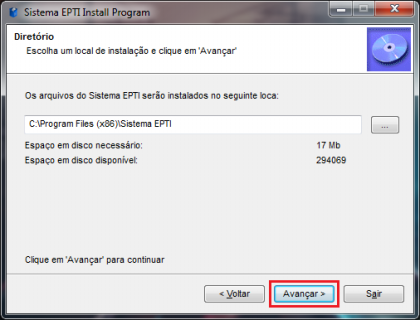 Sistema EPTI Install Program
Diretório
Escolha um local de instalação e clique em 'Avançar'
Os arquivos do Sistema EPTI serão instalados no seguinte loca:
C:\Program Files (x86)\Sistema EPTI
...
Espaço em disco necessário: 17 Mb
Espaço em disco disponível: 294069
Clique em 'Avançar' para continuar
< Voltar Avançar > Sair